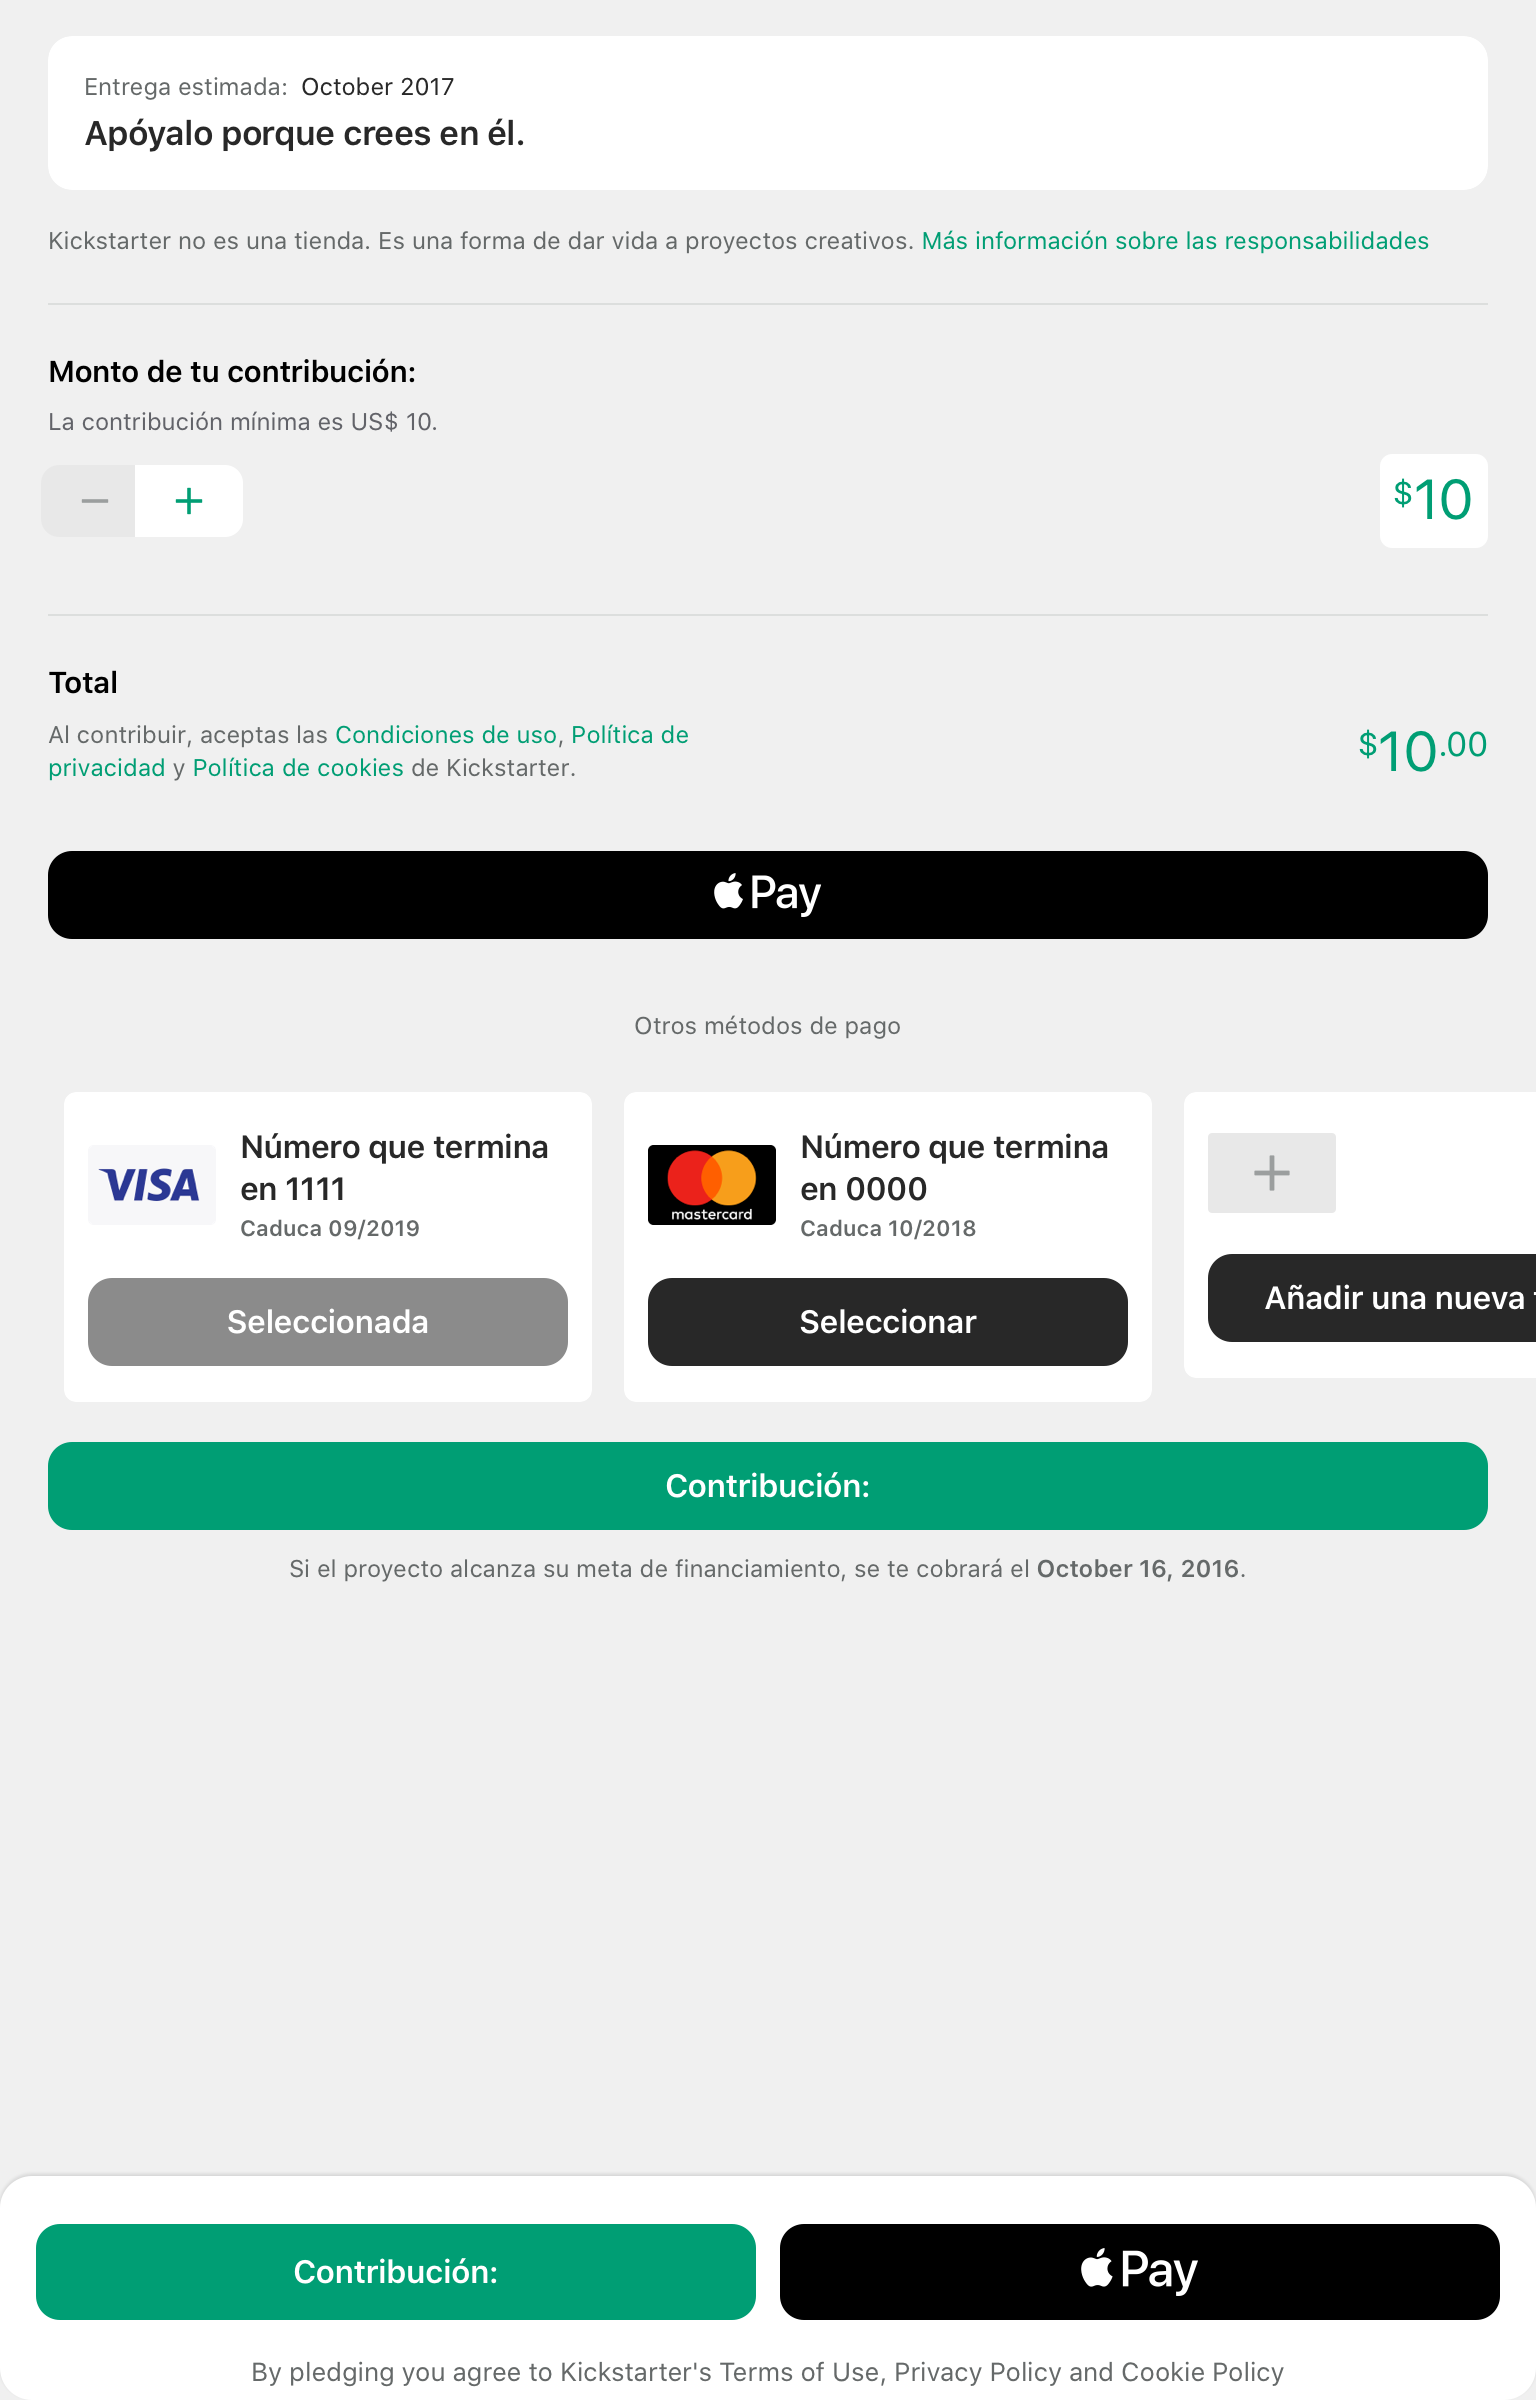 Entrega estimada: October 2017
Apóyalo porque crees en él.
Kickstarter no es una tienda. Es una forma de dar vida a proyectos creativos. Más información sobre las responsabilidades
Monto de tu contribución:
La contribución mínima es US$ 10.
$10
Total
Al contribuir, aceptas las Condiciones de uso, Política de
privacidad y Política de cookies de Kickstarter.
$10.00
Pay
Otros métodos de pago
VISA
Número que termina
en 1111
Caduca 09/2019
Seleccionada
mastercard
Número que termina
en 0000
Caduca 10/2018
Seleccionar
Añadir una nueva
Contribución:
Si el proyecto alcanza su meta de financiamiento, se te cobrará el October 16, 2016.
Contribución:
Pay
By pledging you agree to Kickstarter's Terms of Use, Privacy Policy and Cookie Policy